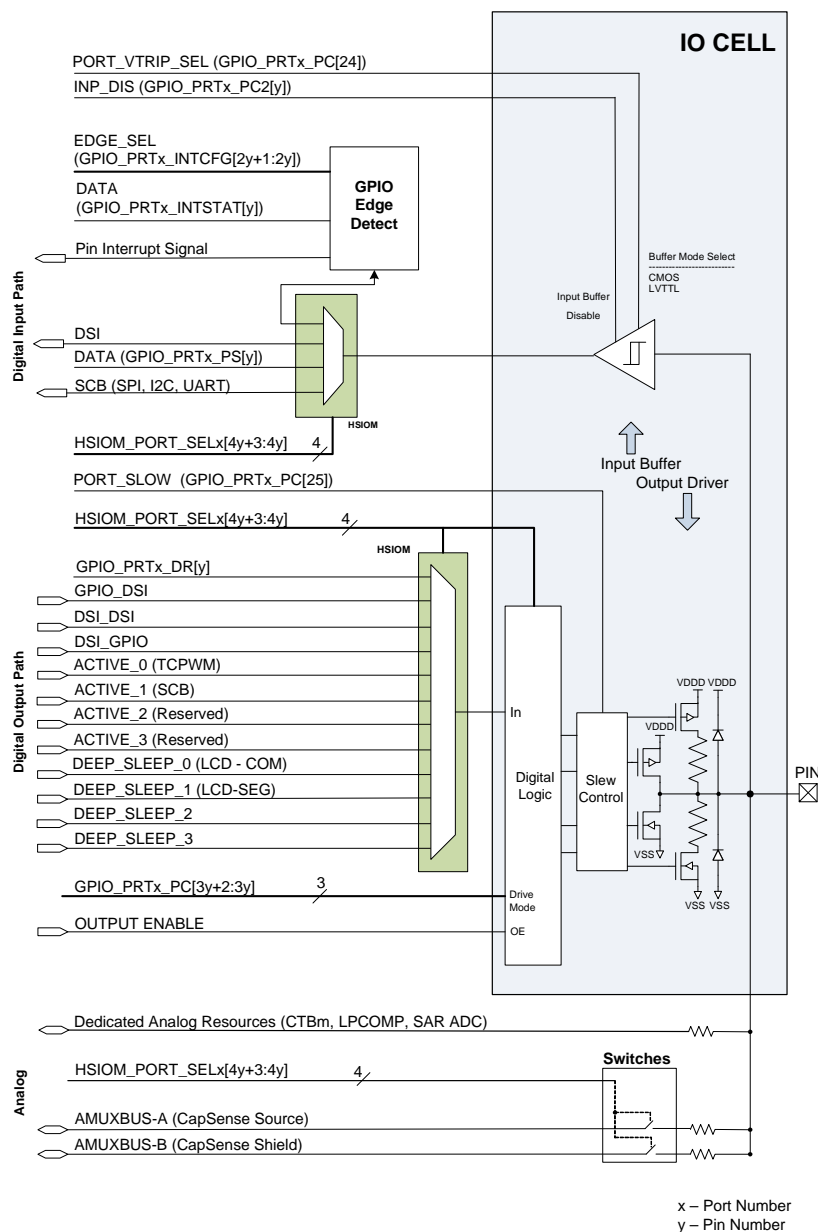 IO CELL
PORT_VTRIP_SEL (GPIO_PRTx_PC[24])
INP_DIS (GPIO_PRTx_PC2[y])
EDGE_SEL
(GPIO_PRTx_INTCFG[2y+1:2y])
DATA
(GPIO_PRTx_INTSTAT[y])
Pin Interrupt Signal
GPIO
Edge
Detect
Buffer Mode Select
CMOS
LVTTL
Input Buffer
Disable
Digital Input Path
DSI
DATA (GPIO_PRTx_PS[y])
SCB (SPI, I2C, UART)
HSIOM
HSIOM_PORT_SELx[4y+3:4y]
4
Input Buffer
Output Driver
PORT_SLOW (GPIO_PRTx_PC[25])
HSIOM_PORT_SELx[4y+3:4y]
4
HSIOM
Digital Output Path
GPIO_PRTx_DR[y]
GPIO_DSI
DSI_DSI
DSI_GPIO
ACTIVE_0 (TCPWM)
ACTIVE_1 (SCB)
ACTIVE_2 (Reserved)
ACTIVE_3 (Reserved)
DEEP_SLEEP_0 (LCD - COM)
DEEP_SLEEP_1 (LCD-SEG)
DEEP_SLEEP_2
DEEP_SLEEP_3
In
Digital
Logic
Slew
Control
VDDD VDDD
VDDD
VSS
VSS VSS
PIN
GPIO_PRTx_PC[3y+2:3y]
3
Drive
Mode
OUTPUT ENABLE
OE
Analog
Dedicated Analog Resources (CTBm, LPCOMP, SAR ADC)
Switches
HSIOM_PORT_SELx[4y+3:4y]
4
AMUXBUS-A (CapSense Source)
AMUXBUS-B (CapSense Shield)
x – Port Number
y – Pin Number